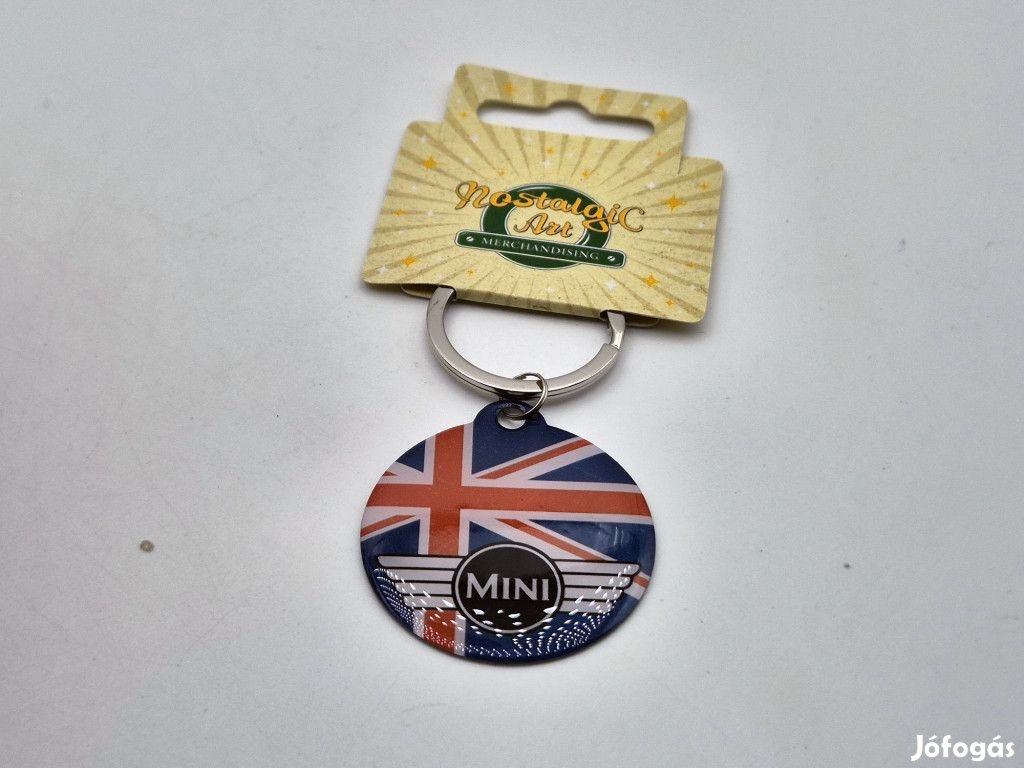 Nostalgic
Art
MERCHANDISING
MINI
Jófogás